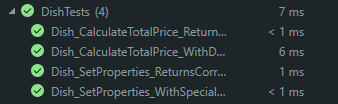 DishTests (4) 7 ms
Dish_CalculateTotalPrice_Return... < 1 ms
Dish_CalculateTotalPrice_WithD... 6 ms
Dish_SetProperties_ReturnsCorr... 1 ms
Dish_SetProperties_WithSpecial... < 1 ms